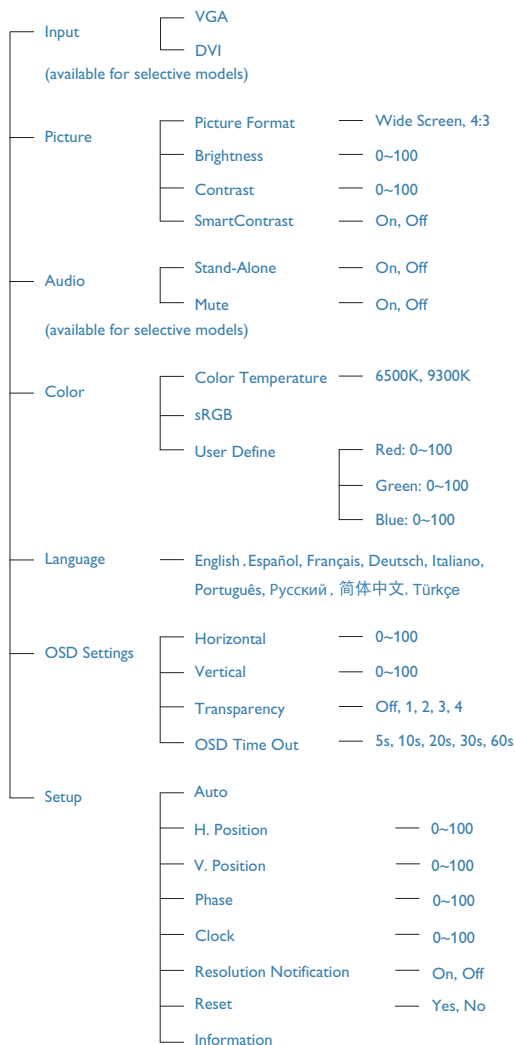 VGA
Input
DVI
(available for selective models)
Picture Format Wide Screen, 4:3
Picture
Brightness 0~100
Contrast 0~100
SmartContrast On, Off
Stand-Alone On, Off
Audio
Mute On, Off
(available for selective models)
Color Temperature 6500K, 9300K
Color
sRGB
User Define Red: 0~100
Green: 0~100
Blue: 0~100
Language English, Español, Français, Deutsch, Italiano,
Português, Русский, 简体中文, Türkçe
Horizontal 0~100
OSD Settings
Vertical 0~100
Transparency Off, 1, 2, 3, 4
OSD Time Out 5s, 10s, 20s, 30s, 60s
Setup Auto
H. Position 0~100
V. Position 0~100
Phase 0~100
Clock 0~100
Resolution Notification On, Off
Reset Yes, No
Information